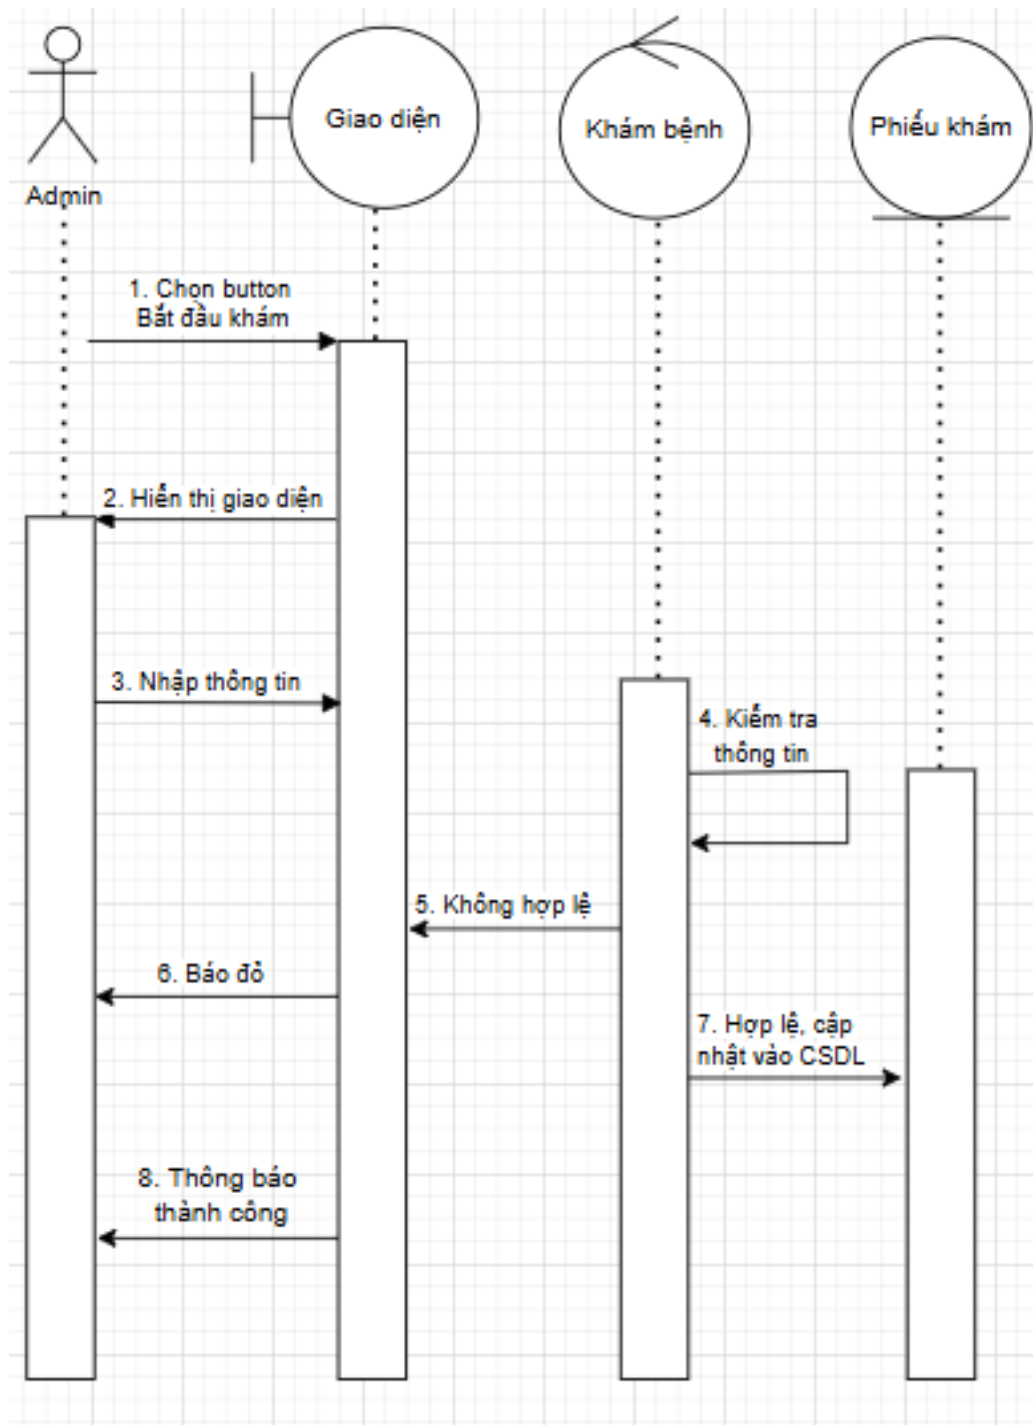 Giao diện
Khám bệnh
Phiếu khám
Admin
1. Chọn button
Bắt đầu khám
2. Hiển thị giao diện
3. Nhập thông tin
4. Kiểm tra
thông tin
5. Không hợp lệ
6. Báo đỏ
7. Hợp lệ, cập
nhật vào CSDL
8. Thông báo
thành công